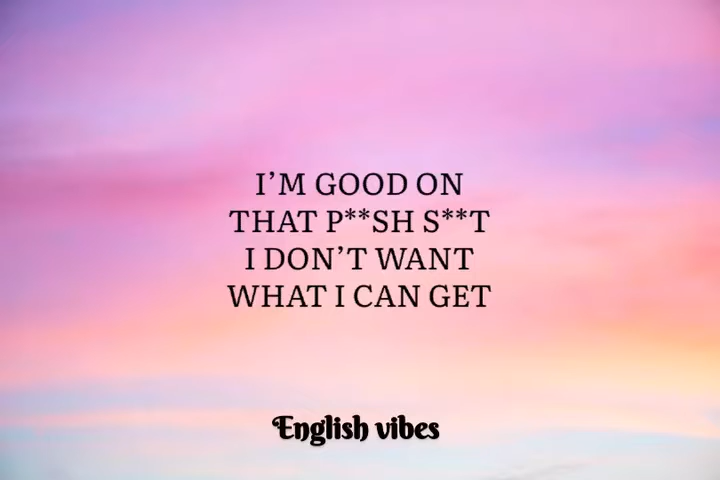 I’M GOOD ON
THAT P**SH S**T
I DON’T WANT
WHAT I CAN GET
English vibes